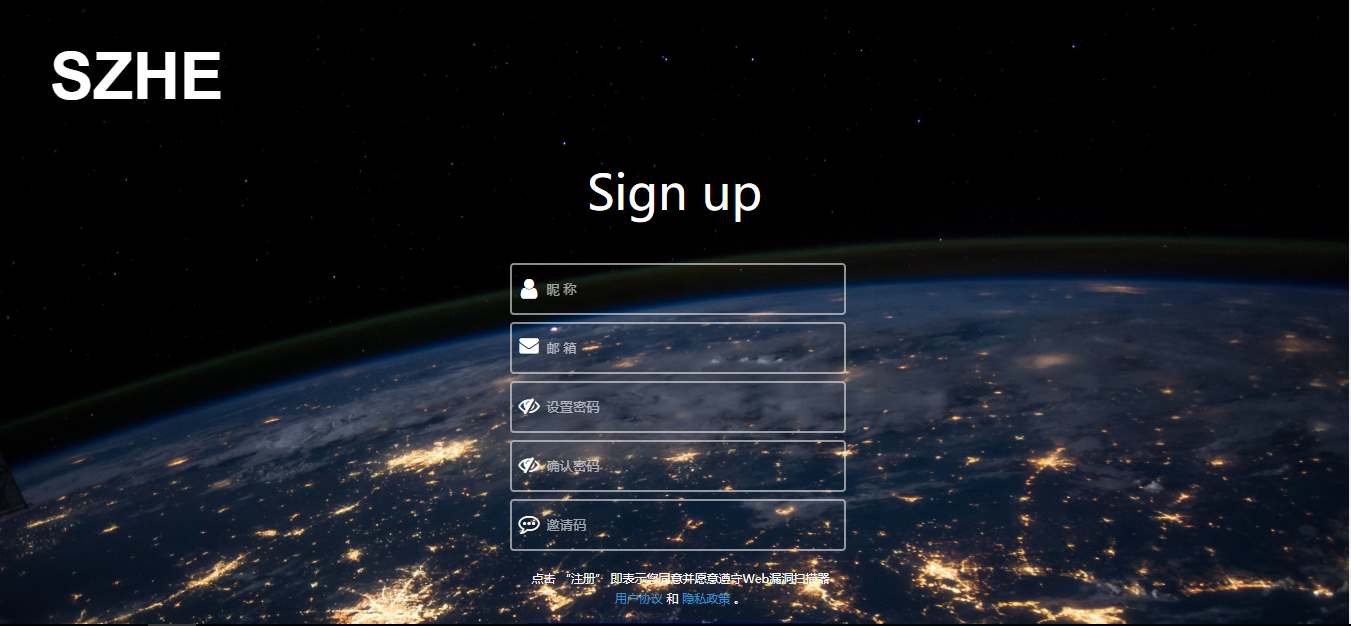 SZHE
Sign up
昵 称
邮 箱
设置密码
确认密码
邀请码
点击 “注册” 即表示您同意并愿意遵守Web漏洞扫描器
用户协议 和 隐私政策 。